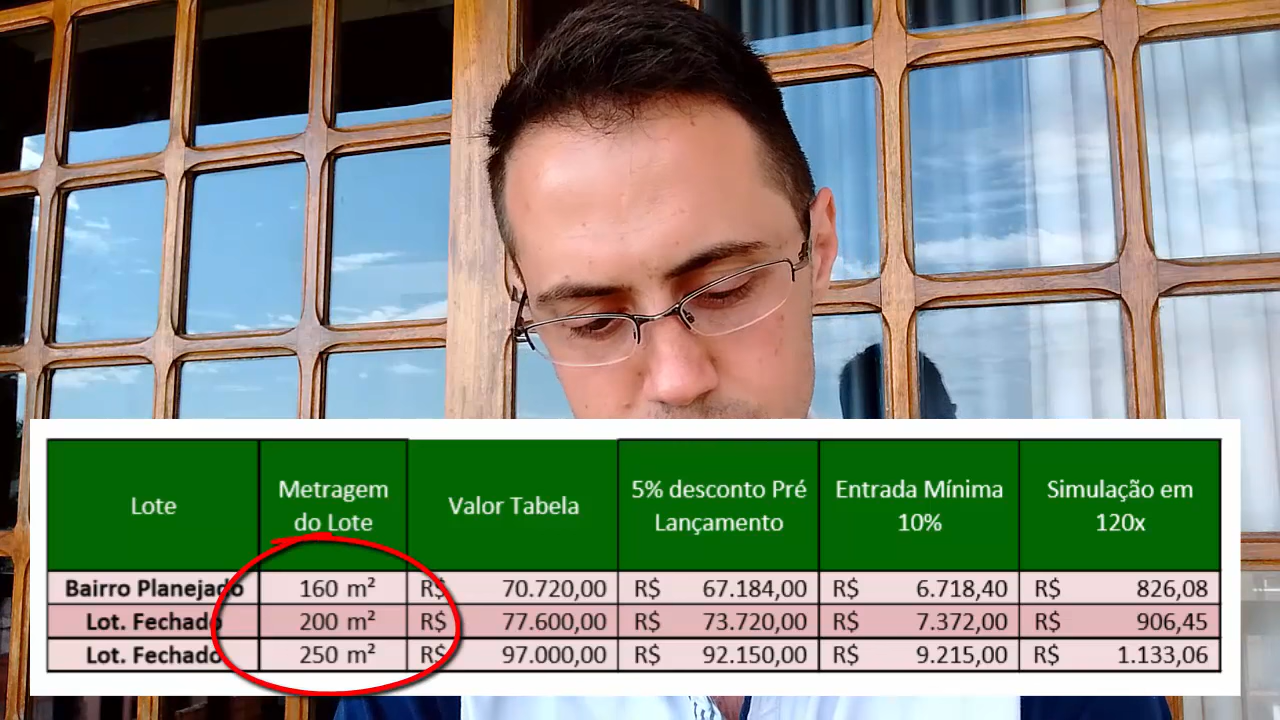 Lote Metragem do Lote Valor Tabela 5% desconto Pré Lançamento Entrada Mínima 10% Simulação em 120x
Bairro Planejado 160 m² R$ 70.720,00 R$ 67.184,00 R$ 6.718,40 R$ 826,08
Lot. Fechado 200 m² R$ 77.600,00 R$ 73.720,00 R$ 7.372,00 R$ 906,45
Lot. Fechado 250 m² R$ 97.000,00 R$ 92.150,00 R$ 9.215,00 R$ 1.133,06